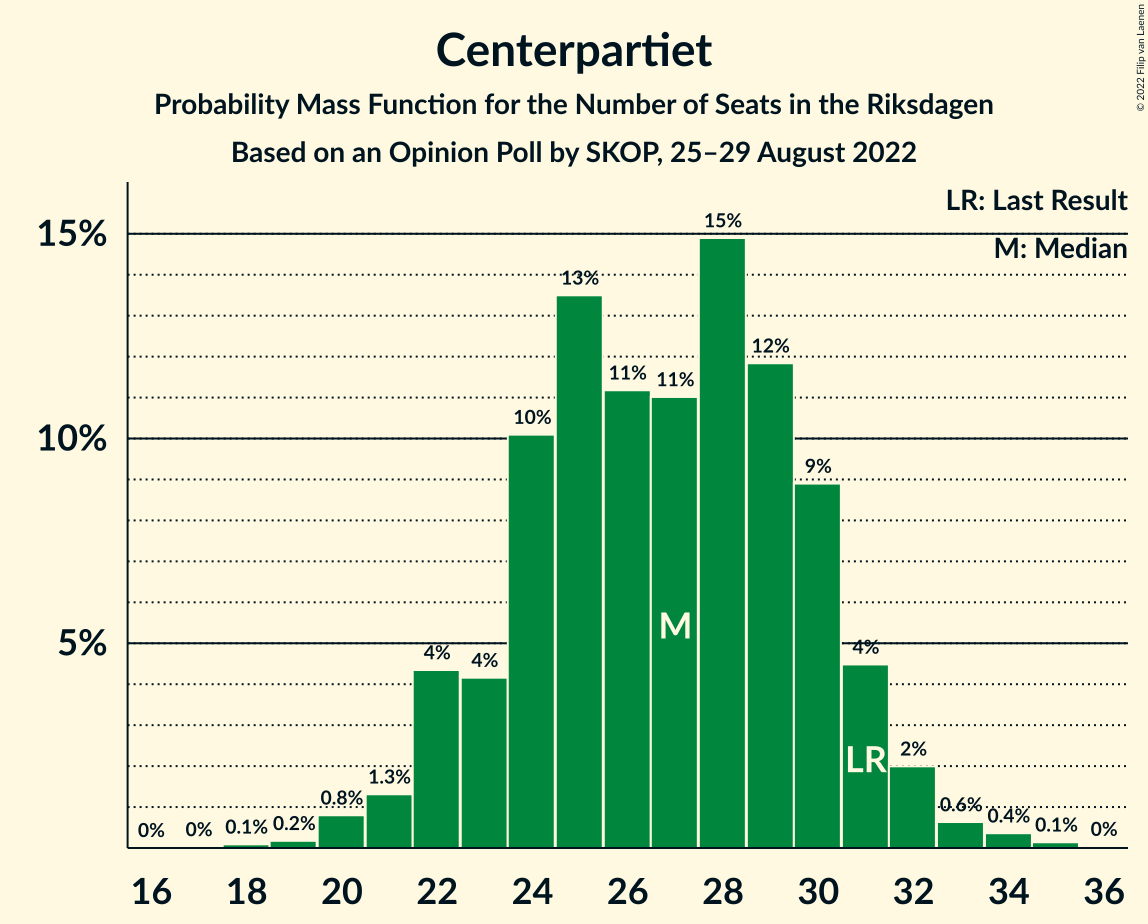 Centerpartiet
Probability Mass Function for the Number of Seats in the Riksdagen
Based on an Opinion Poll by SKOP, 25–29 August 2022
© 2022 Filip van Laenen
LR: Last Result
M: Median
15%
10%
5%
0%
0%
0.1%
0.2%
0.8%
1.3%
4%
4%
10%
13%
11%
11%
15%
12%
9%
4%
2%
0.6%
0.4%
0.1%
0%
M
LR
16 18 20 22 24 26 28 30 32 34 36